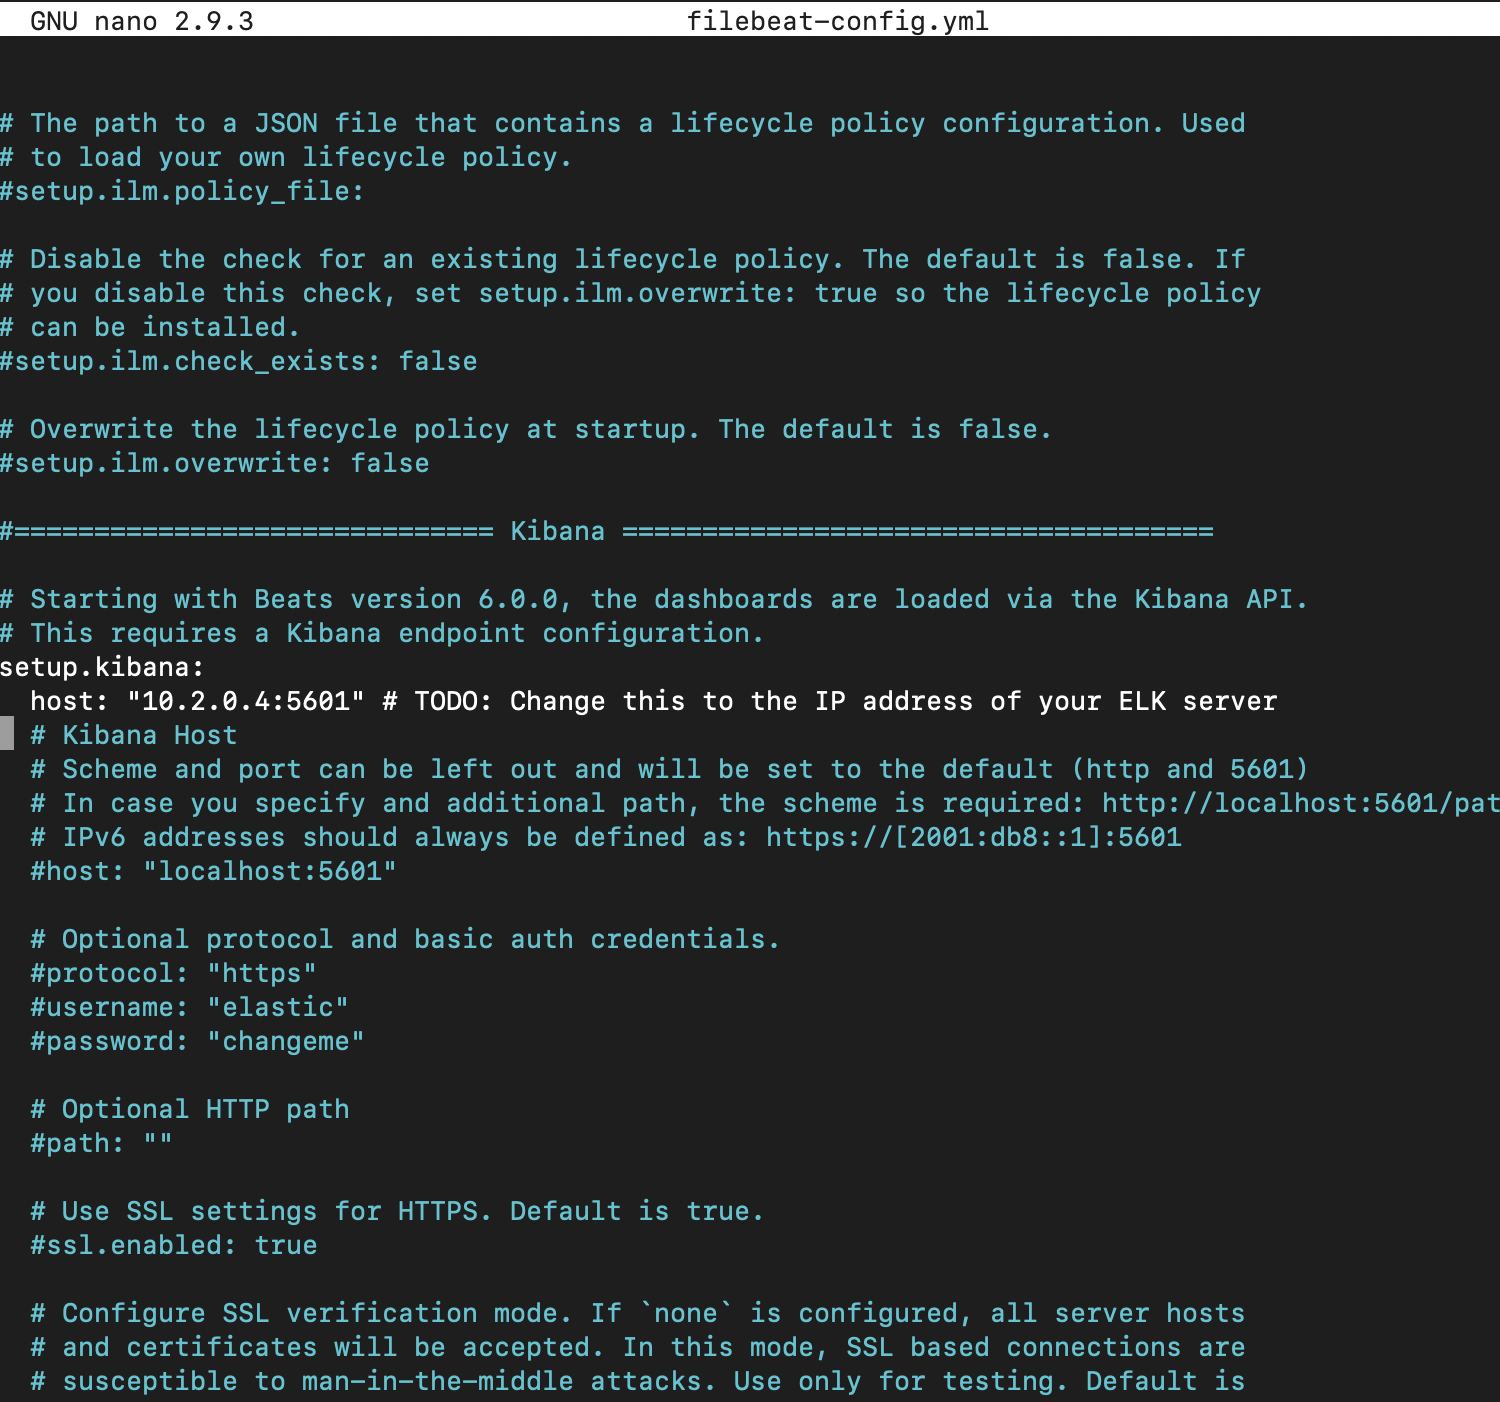 GNU nano 2.9.3 filebeat-config.yml
# The path to a JSON file that contains a lifecycle policy configuration. Used
# to load your own lifecycle policy.
#setup.ilm.policy_file:
# Disable the check for an existing lifecycle policy. The default is false. If
# you disable this check, set setup.ilm.overwrite: true so the lifecycle policy
# can be installed.
#setup.ilm.check_exists: false
# Overwrite the lifecycle policy at startup. The default is false.
#setup.ilm.overwrite: false
#============================== Kibana =====================================
# Starting with Beats version 6.0.0, the dashboards are loaded via the Kibana API.
# This requires a Kibana endpoint configuration.
setup.kibana:
  host: "10.2.0.4:5601" # TODO: Change this to the IP address of your ELK server
  # Kibana Host
  # Scheme and port can be left out and will be set to the default (http and 5601)
  # In case you specify and additional path, the scheme is required: http://localhost:5601/pat
  # IPv6 addresses should always be defined as: https://[2001:db8::1]:5601
  #host: "localhost:5601"
  # Optional protocol and basic auth credentials.
  #protocol: "https"
  #username: "elastic"
  #password: "changeme"
  # Optional HTTP path
  #path: ""
  # Use SSL settings for HTTPS. Default is true.
  #ssl.enabled: true
  # Configure SSL verification mode. If `none` is configured, all server hosts
  # and certificates will be accepted. In this mode, SSL based connections are
  # susceptible to man-in-the-middle attacks. Use only for testing. Default is